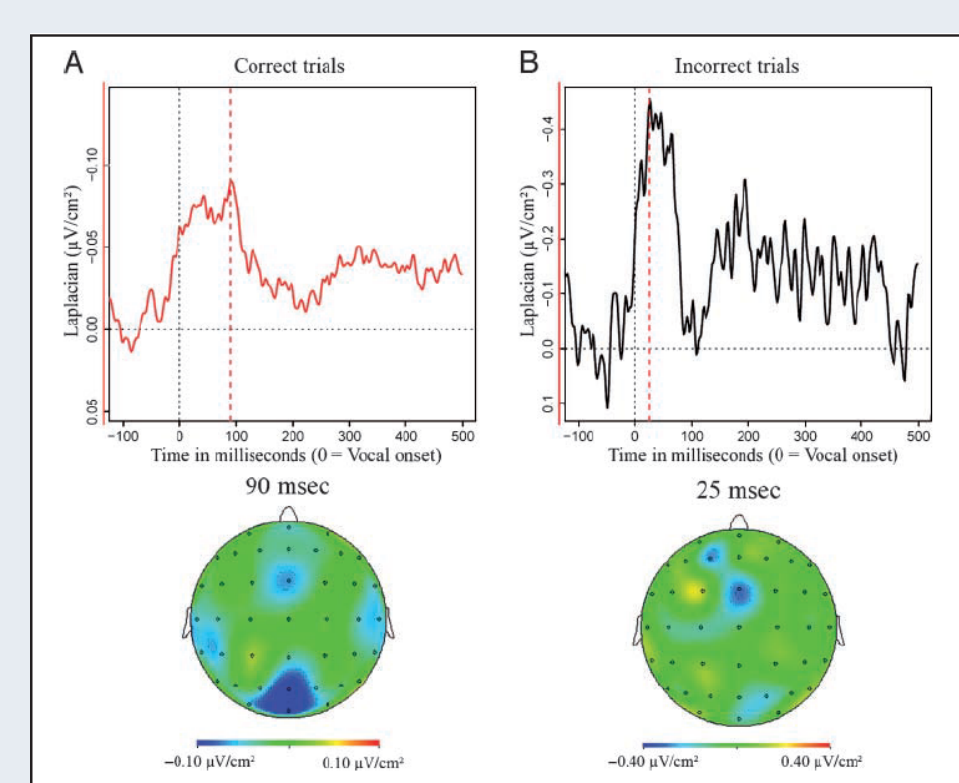 A
Correct trials
Laplacian (µV/cm²)
−0.10
−0.05
0.00
0.05
−100 0 100 200 300 400 500
Time in milliseconds (0 = Vocal onset)
B
Incorrect trials
−0.4
−0.3
−0.2
−0.1
0.0
0.1
Laplacian (µV/cm²)
−100 0 100 200 300 400 500
Time in milliseconds (0 = Vocal onset)
90 msec
25 msec
−0.10 µV/cm² 0.10 µV/cm²
−0.40 µV/cm² 0.40 µV/cm²